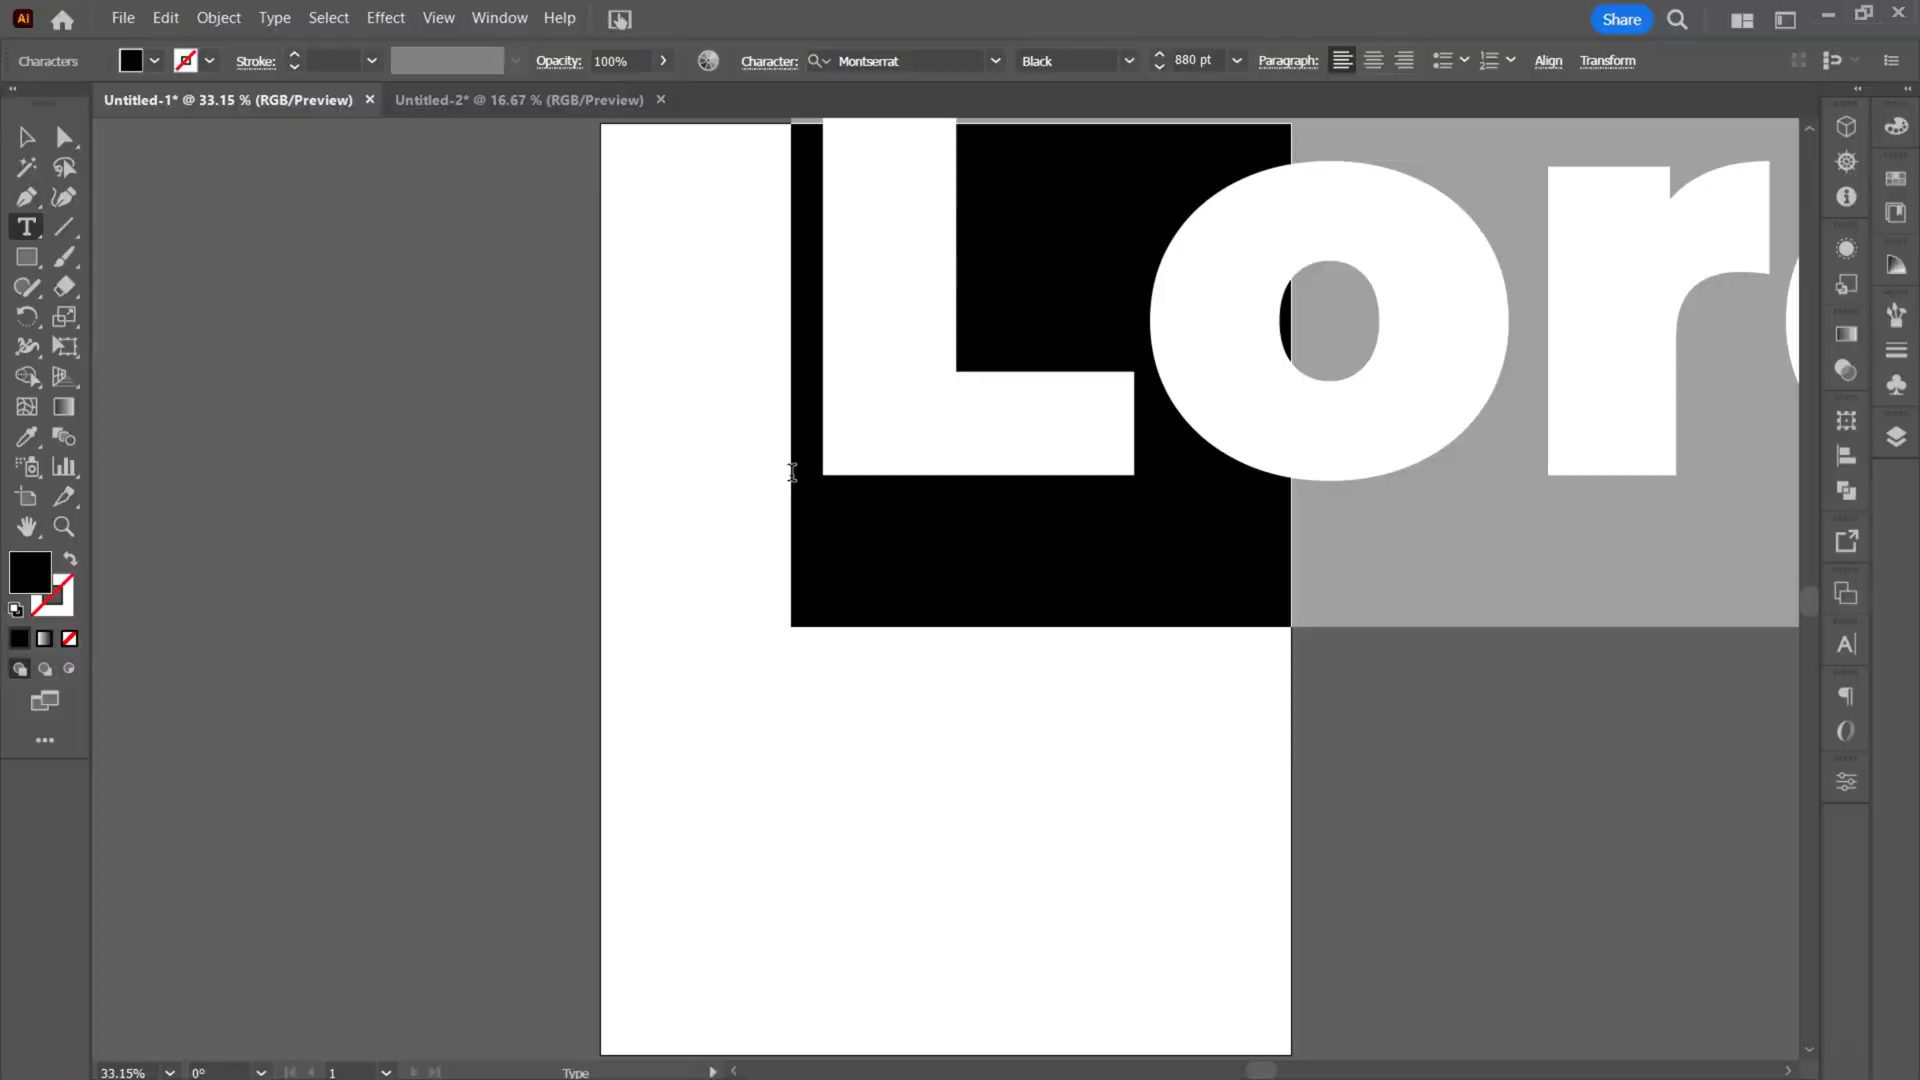 Ai File Edit Object Type Select Effect View Window Help Share
Characters Stroke: Opacity: 100% Character: Montserrat Black 880 pt Paragraph: Align Transform
Untitled-1* @ 33.15 % (RGB/Preview) × Untitled-2* @ 16.67 % (RGB/Preview) ×
Lor
33.15% 0° 1 Type